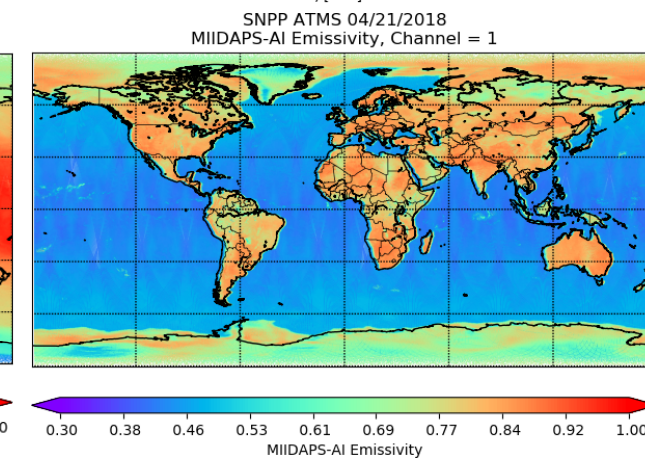 SNPP ATMS 04/21/2018
MIIDAPS-AI Emissivity, Channel = 1
0 0.30 0.38 0.46 0.53 0.61 0.69 0.77 0.84 0.92 1.00
MIIDAPS-AI Emissivity